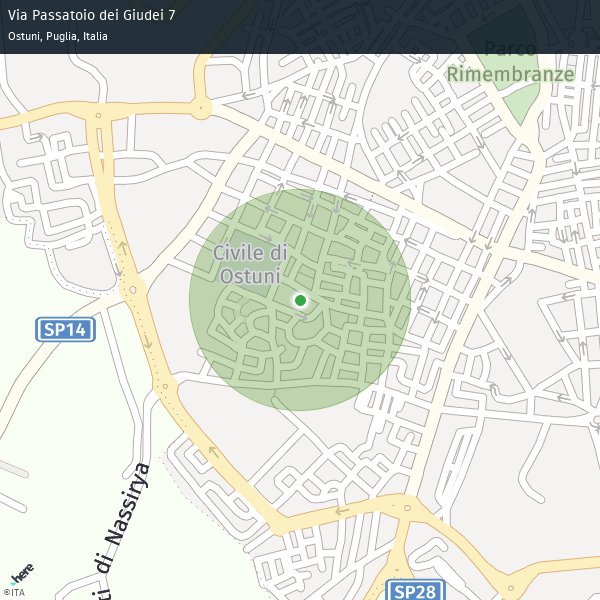 Via Passatoio dei Giudei 7
Ostuni, Puglia, Italia
Parco
Rimembranze
Civile di
Ostuni
SP14
di Nassirya
here
©ITA
SP28